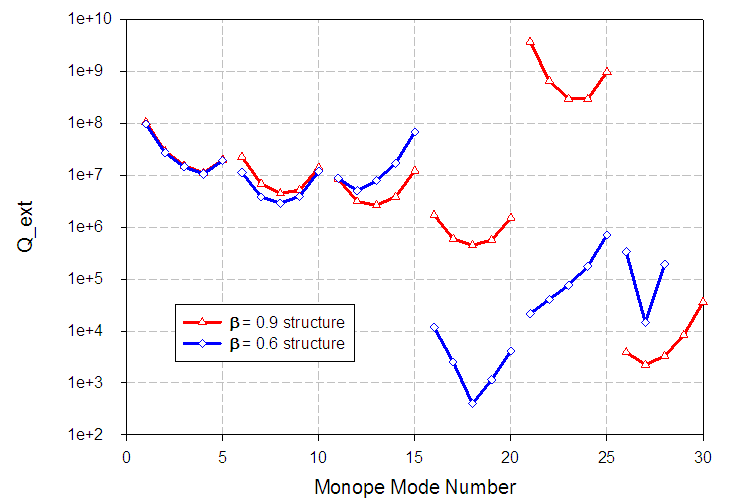 1e+10
1e+9
1e+8
1e+7
1e+6
1e+5
1e+4
1e+3
1e+2
Q_ext
β = 0.9 structure
β = 0.6 structure
0 5 10 15 20 25 30
Monope Mode Number